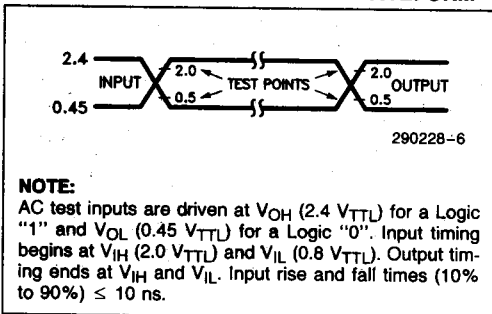 2.4
INPUT
2.0
TEST POINTS
2.0
OUTPUT
0.5
0.5
0.45
290228-6
NOTE:
AC test inputs are driven at VOH (2.4 VTTL) for a Logic
"1" and VOL (0.45 VTTL) for a Logic "0". Input timing
begins at VIH (2.0 VTTL) and VIL (0.8 VTTL). Output tim-
ing ends at VIH and VIL. Input rise and fall times (10%
to 90%) ≤ 10 ns.